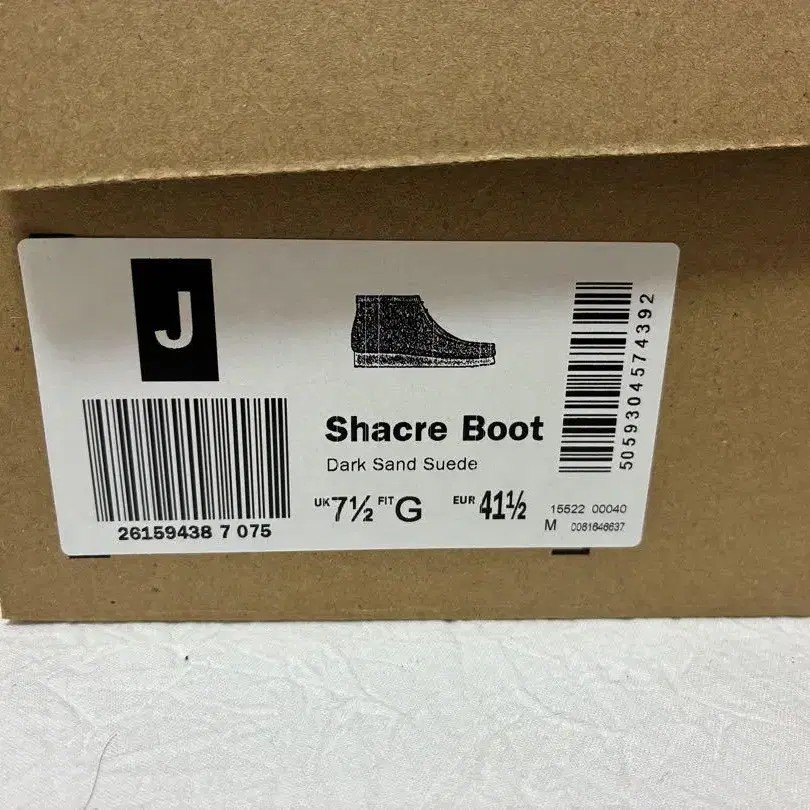 J
26159438 7 075
Shacre Boot
Dark Sand Suede
UK 7½ FIT G EUR 41½
15522 00040
M 0081646637
5059304574392